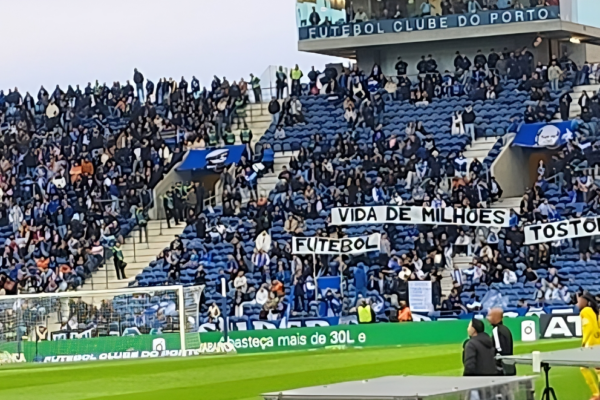 FUTEBOL CLUBE DO PORTO
VIDA DE MILHÕES
TOSTO
FUTEBOL
FUTEBOL CLUBE DO PORTO
Abasteça mais de 30L e